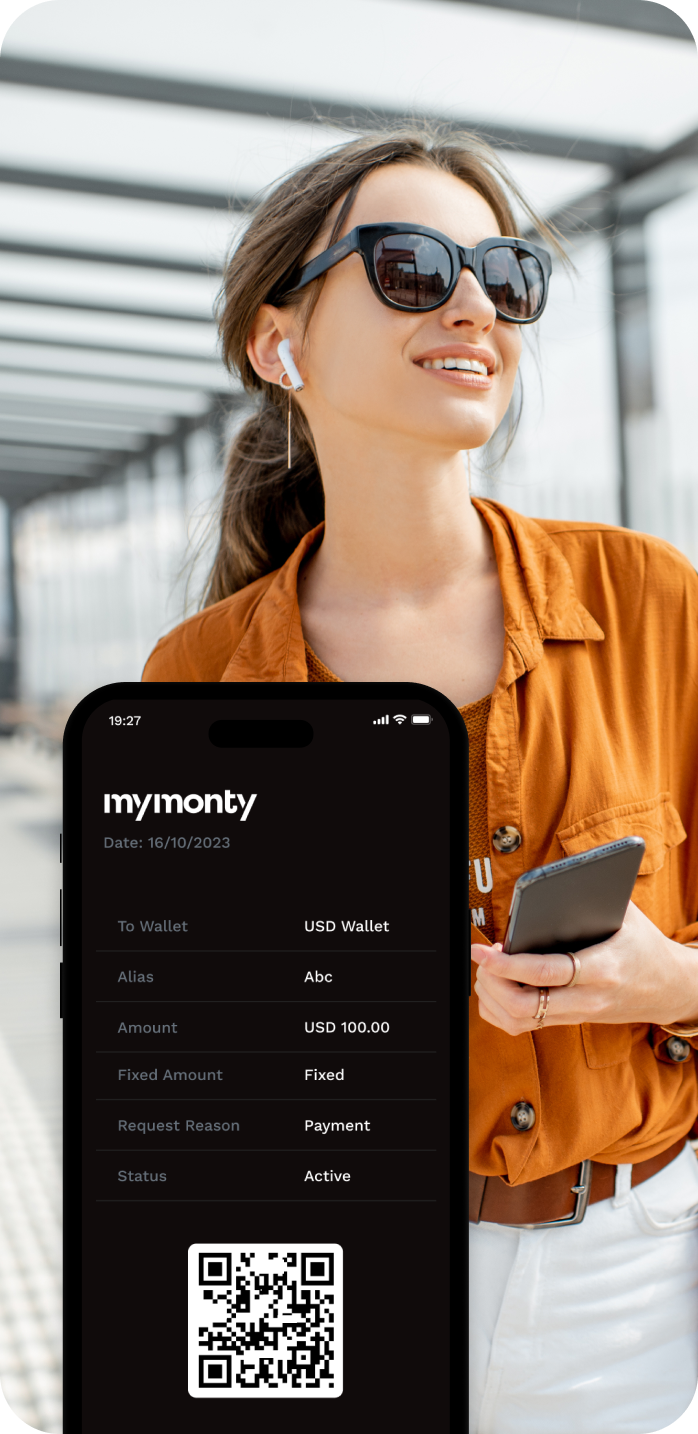 19:27
mymonty
Date: 16/10/2023
To Wallet USD Wallet
Alias Abc
Amount USD 100.00
Fixed Amount Fixed
Request Reason Payment
Status Active